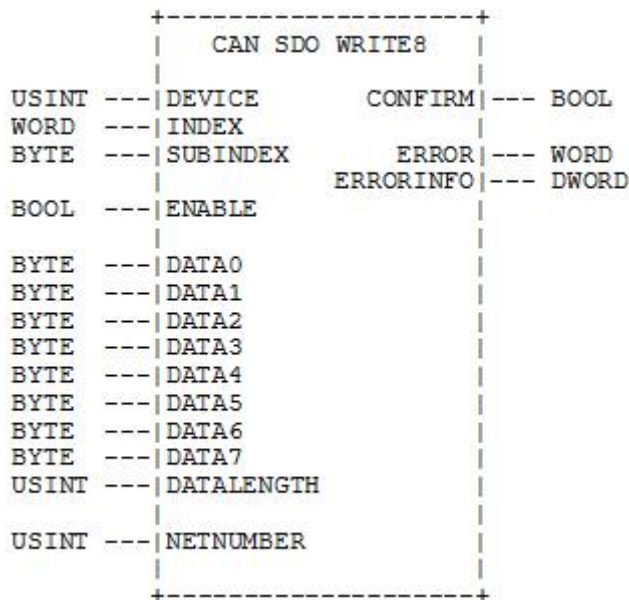 +--------------------+
| CAN SDO WRITE8 |
| |
USINT ---|DEVICE CONFIRM|--- BOOL
WORD ---|INDEX |
BYTE ---|SUBINDEX ERROR|--- WORD
| ERRORINFO|--- DWORD
BOOL ---|ENABLE |
| |
BYTE ---|DATA0 |
BYTE ---|DATA1 |
BYTE ---|DATA2 |
BYTE ---|DATA3 |
BYTE ---|DATA4 |
BYTE ---|DATA5 |
BYTE ---|DATA6 |
BYTE ---|DATA7 |
USINT ---|DATALENGTH |
| |
USINT ---|NETNUMBER |
| |
+--------------------+